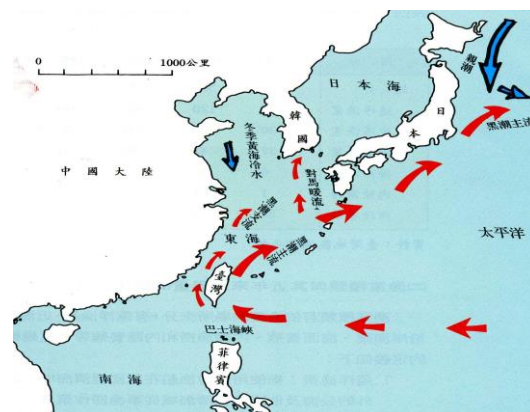 0
1000公里
親潮
日本海
韓國
日本
黑潮主流
冬季黃海冷水
中國大陸
對馬暖流
黑潮支流
太平洋
東海
黑潮主流
臺灣
巴士海峽
菲律賓
南海